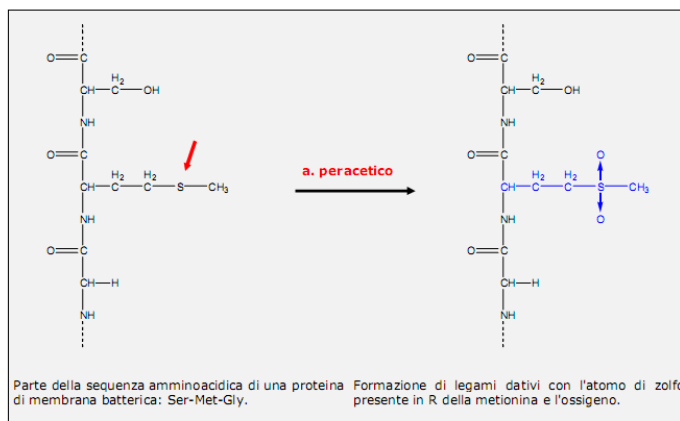 O C
H2
CH C OH
NH
O C
H2 H2
CH C C S CH3
NH
O C
CH H
NH
a. peracetico
O C
H2
CH C OH
NH
O C
O
H2 H2
CH C C S CH3
O
NH
O C
CH H
NH
Parte della sequenza amminoacidica di una proteina
di membrana batterica: Ser-Met-Gly.
Formazione di legami dativi con l'atomo di zolfo
presente in R della metionina e l'ossigeno.